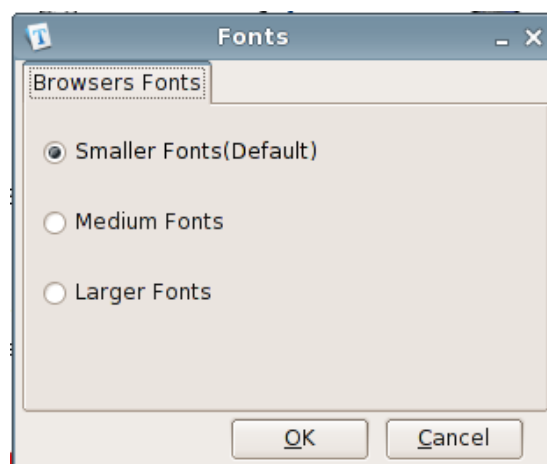 Fonts
Browsers Fonts
Smaller Fonts(Default)
Medium Fonts
Larger Fonts
OK Cancel